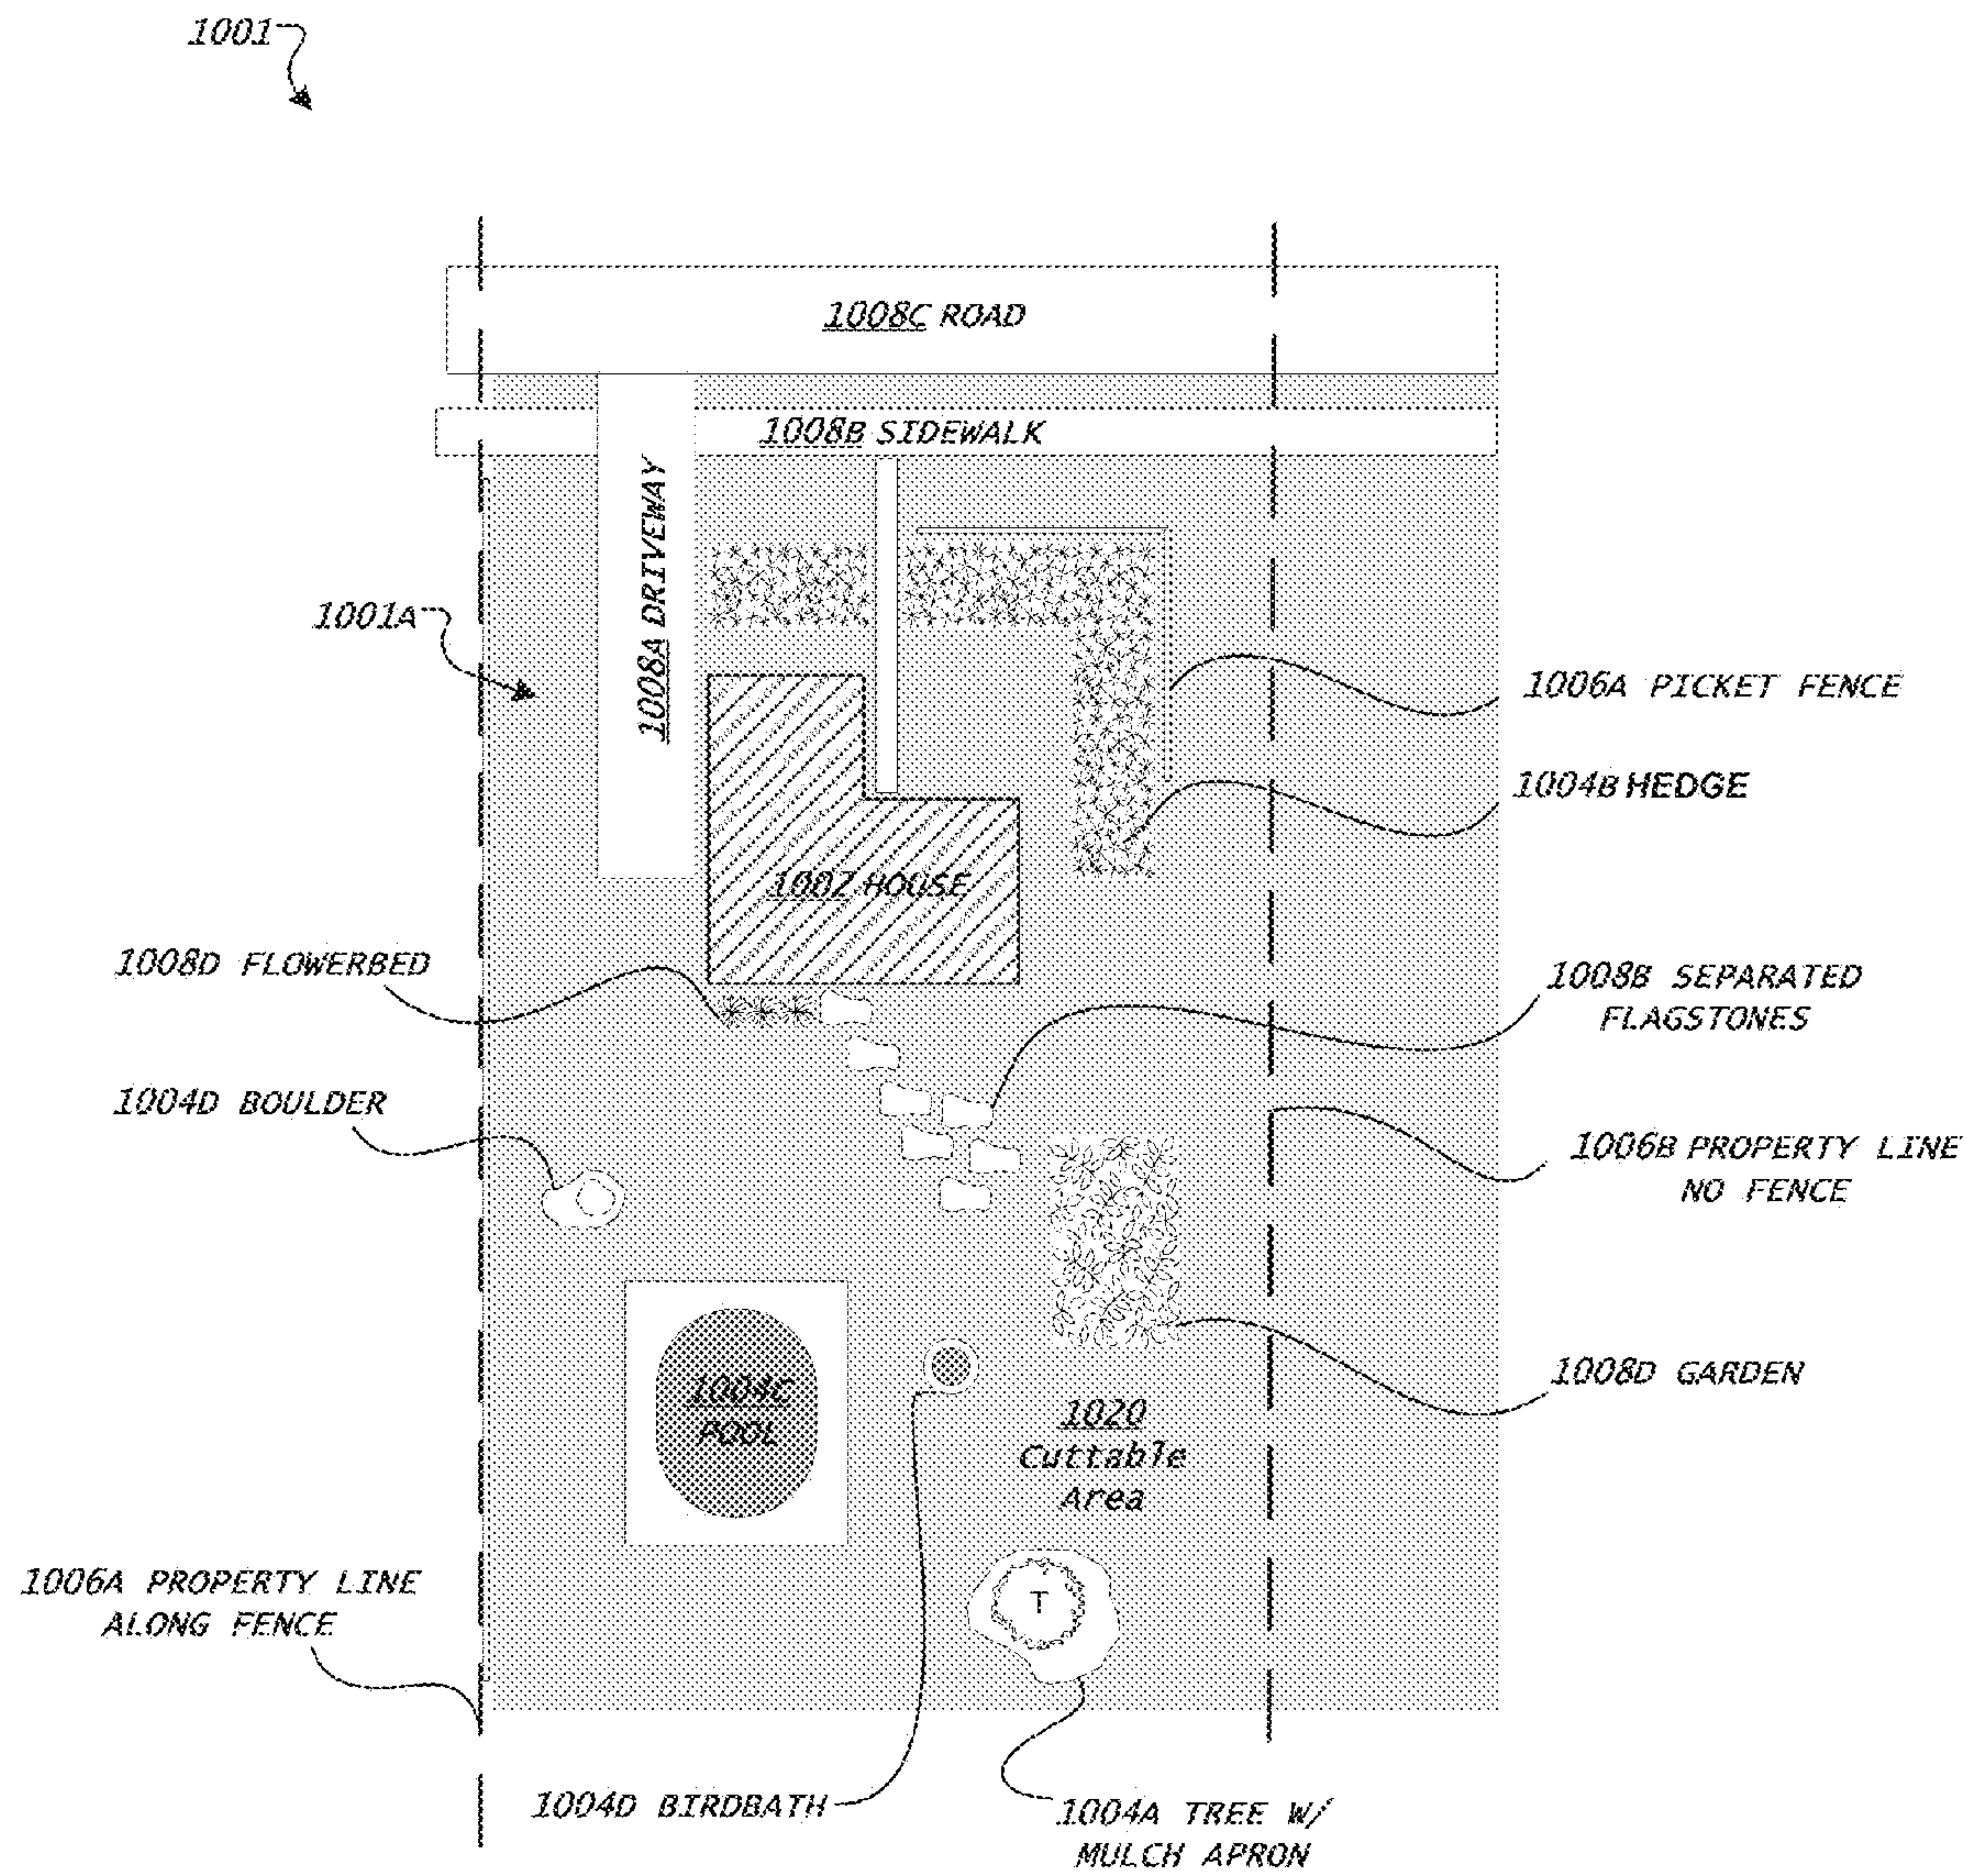 1001
1008C ROAD
1008B SIDEWALK
1008A DRIVEWAY
1001A
1006A PICKET FENCE
1004B HEDGE
1002 HOUSE
1008D FLOWERBED
1008B SEPARATED
FLAGSTONES
1004D BOULDER
1006B PROPERTY LINE
NO FENCE
1008D GARDEN
1004C
POOL
1020
Cuttable
Area
1006A PROPERTY LINE
ALONG FENCE
T
1004D BIRDBATH
1004A TREE W/
MULCH APRON